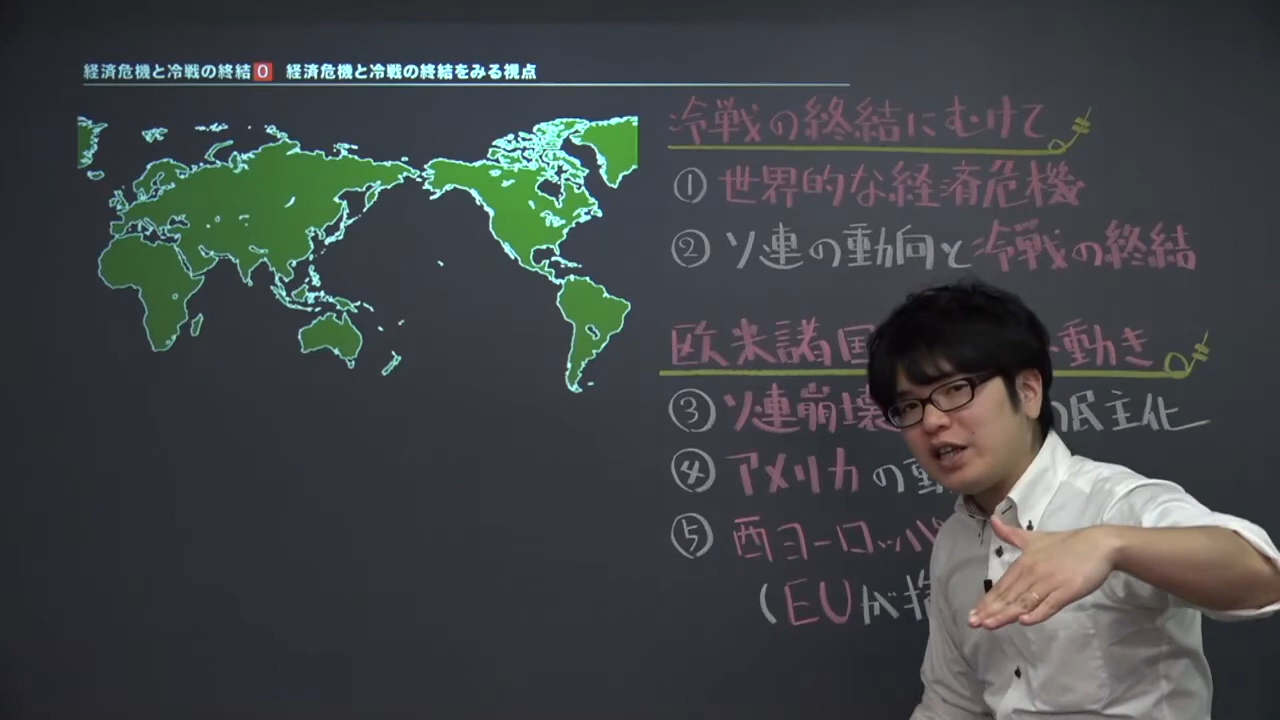 経済危機と冷戦の終結0 経済危機と冷戦の終結をみる視点
冷戦の終結にむけて
①世界的な経済危機
②ソ連の動向と冷戦の終結
欧米諸国 動き
③ソ連崩壊 民主化
④アメリカの動
⑤西ヨーロッパ
(EUが